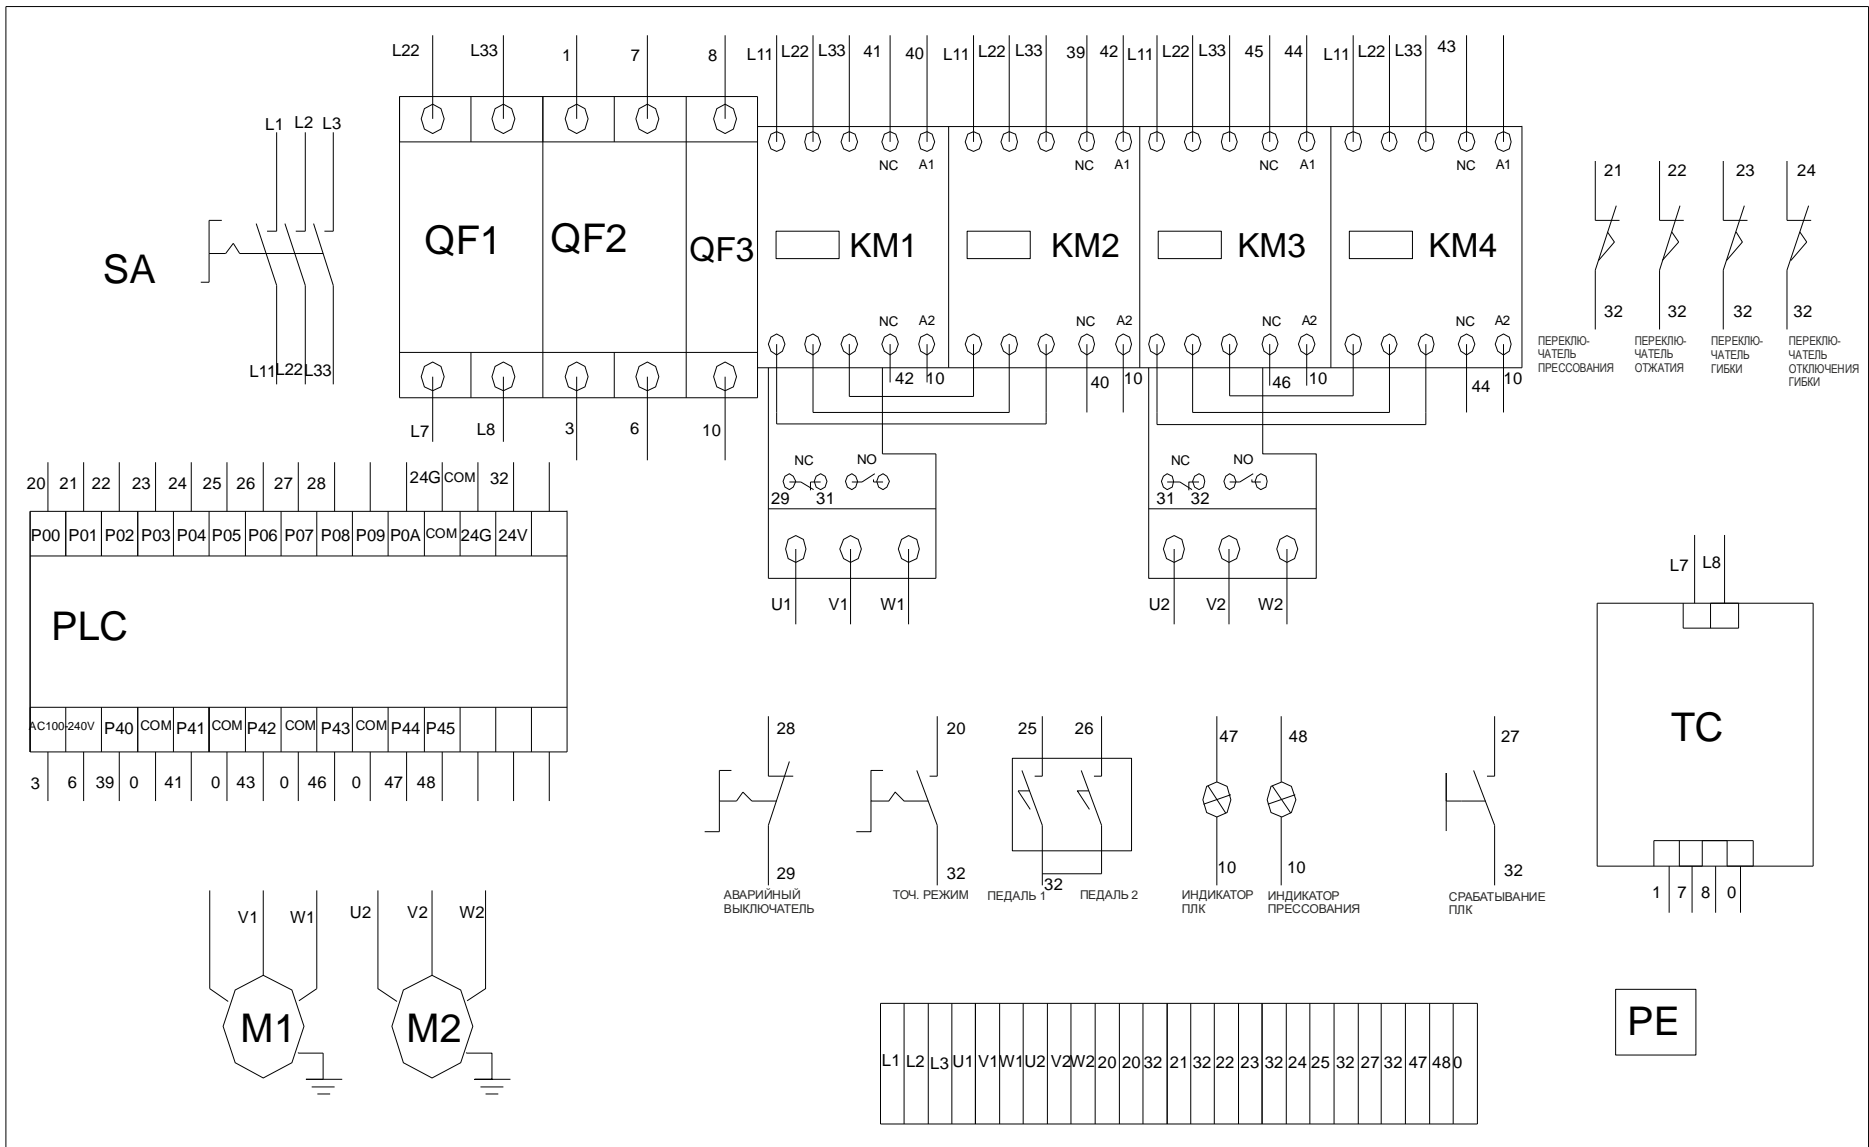 L22 L33 1 7 8 L11 L22 L33 41 40 L11 L22 L33 39 42 L11 L22 L33 45 44 L11 L22 L33 43
L1 L2 L3
NC A1 NC A1 NC A1 NC A1
21 22 23 24
SA QF1 QF2 QF3 KM1 KM2 KM3 KM4
NC A2 NC A2 NC A2 NC A2
32 32 32 32
ПЕРЕКЛЮ-
ЧАТЕЛЬ
ПРЕССОВАНИЯ
ПЕРЕКЛЮ-
ЧАТЕЛЬ
ОТЖАТИЯ
ПЕРЕКЛЮ-
ЧАТЕЛЬ
ГИБКИ
ПЕРЕКЛЮ-
ЧАТЕЛЬ
ОТКЛЮЧЕНИЯ
ГИБКИ
L11 L22 L33
42 10 40 10 46 10 44 10
L7 L8 3 6 10
NC NO NC NO
29 31 31 32
20 21 22 23 24 25 26 27 28 24G COM 32
P00 P01 P02 P03 P04 P05 P06 P07 P08 P09 P0A COM 24G 24V
PLC
U1 V1 W1 U2 V2 W2
L7 L8
TC
AC100-240V P40 COM P41 COM P42 COM P43 COM P44 P45
3 6 39 0 41 0 43 0 46 0 47 48
28 20 25 26 47 48 27
29 32 32 10 10 32
АВАРИЙНЫЙ
ВЫКЛЮЧАТЕЛЬ
ТОЧ. РЕЖИМ
ПЕДАЛЬ 1
ПЕДАЛЬ 2
ИНДИКАТОР
ПЛК
ИНДИКАТОР
ПРЕССОВАНИЯ
СРАБАТЫВАНИЕ
ПЛК
1 7 8 0
V1 W1 U2 V2 W2
M1 M2
PE
L1 L2 L3 U1 V1 W1 U2 V2 W2 20 20 32 21 32 22 23 32 24 25 32 27 32 47 48 0